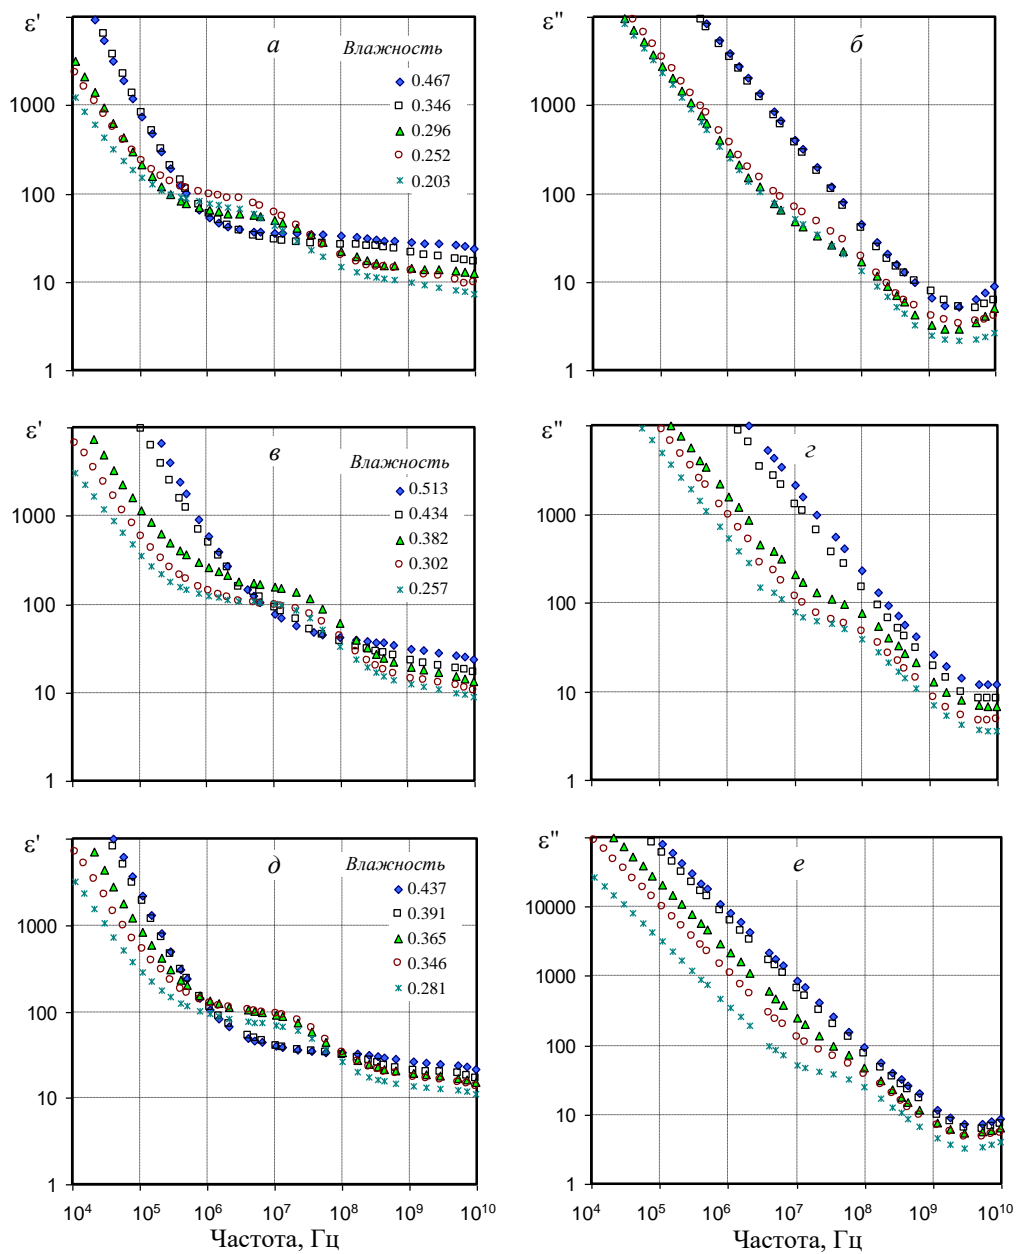 ε'
а
Влажность
0.467
0.346
0.296
0.252
0.203
1000
100
10
1
ε"
б
1000
100
10
1
ε'
в
Влажность
0.513
0.434
0.382
0.302
0.257
1000
100
10
1
ε"
г
1000
100
10
1
ε'
д
Влажность
0.437
0.391
0.365
0.346
0.281
1000
100
10
1
10⁴ 10⁵ 10⁶ 10⁷ 10⁸ 10⁹ 10¹⁰
Частота, Гц
ε"
е
10000
1000
100
10
1
10⁴ 10⁵ 10⁶ 10⁷ 10⁸ 10⁹ 10¹⁰
Частота, Гц